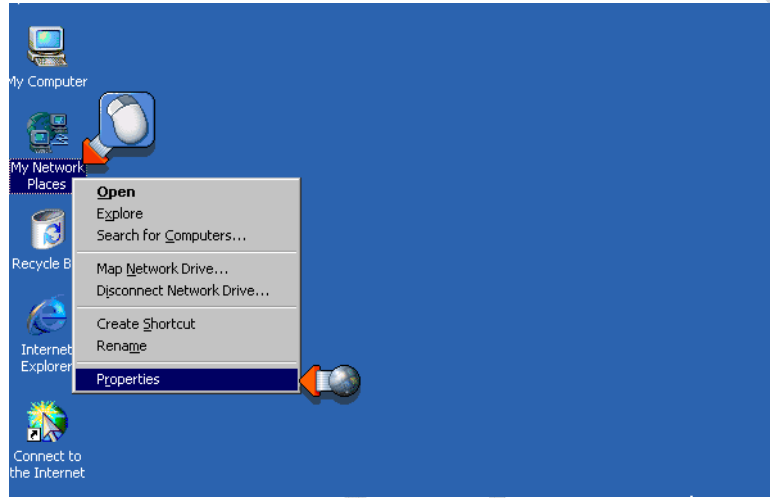 My Computer
My Network
Places
Open
Explore
Search for Computers...
Map Network Drive...
Disconnect Network Drive...
Create Shortcut
Rename
Properties
Recycle B
Internet
Explorer
Connect to
the Internet